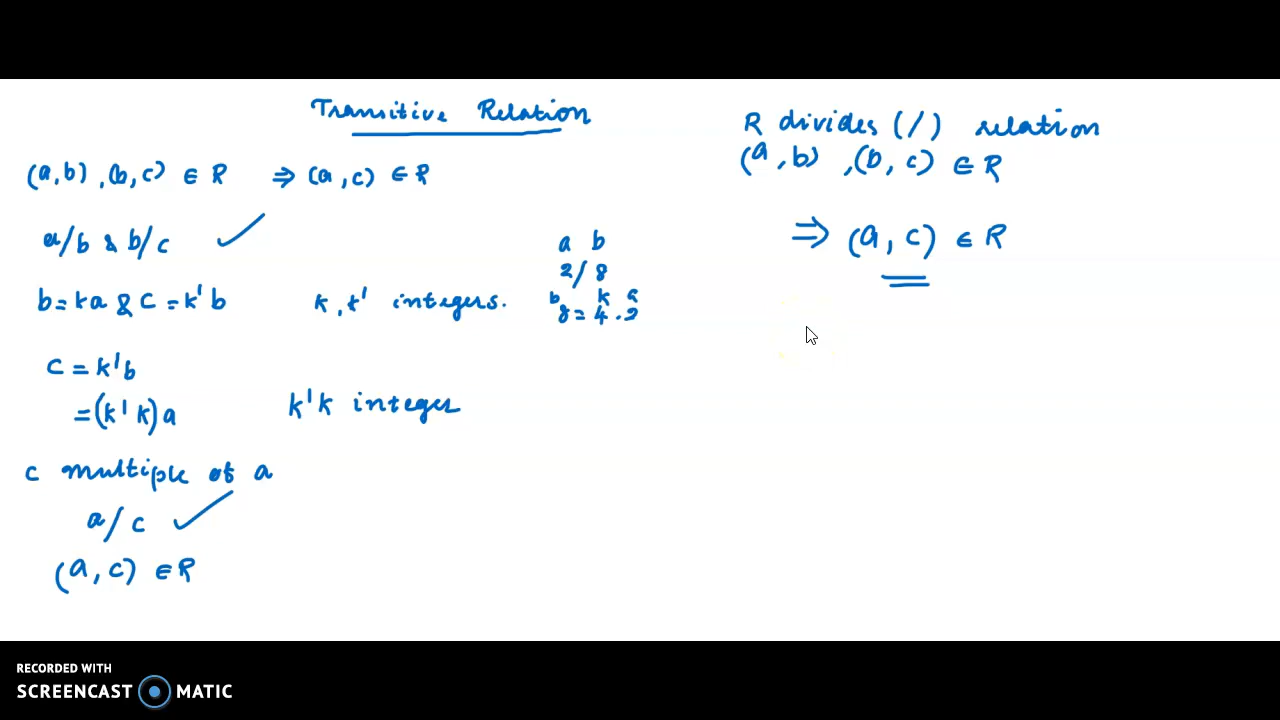 Transitive Relation
(a,b) ,(b,c) ∈ R ⇒ (a,c) ∈ R
a/b & b/c ✓
b=ka & C=k'b k,k' integers.
C = k'b
=(k'k)a k'k integer
c multiple of a
a/c ✓
(a,c) ∈R
a b
2/8
b k a
8=4.2
R divides (/) relation
(a,b) ,(b,c) ∈ R
⇒ (a,c) ∈ R
RECORDED WITH
SCREENCAST MATIC